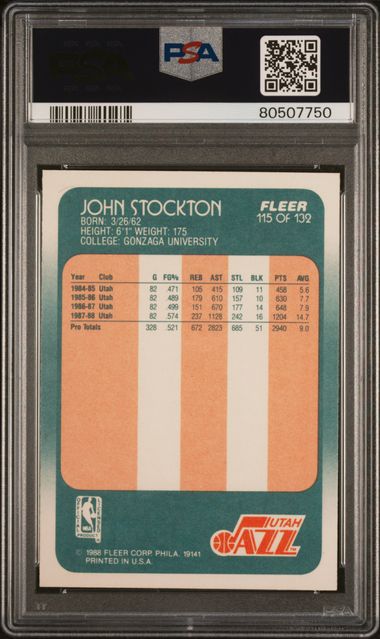 PSA
80507750
JOHN STOCKTON
BORN: 3/26/62
HEIGHT: 6'1" WEIGHT: 175
COLLEGE: GONZAGA UNIVERSITY
FLEER
115 OF 132
Year Club G FG% REB AST STL BLK PTS AVG.
1984-85 Utah 82 .471 105 415 109 11 458 5.6
1985-86 Utah 82 .489 179 610 157 10 630 7.7
1986-87 Utah 82 .499 151 670 177 14 648 7.9
1987-88 Utah 82 .574 237 1128 242 16 1204 14.7
Pro Totals 328 .521 672 2823 685 51 2940 9.0
NBA
PRODUCT
UTAH
JAZZ
© 1988 FLEER CORP. PHILA. 19141
PRINTED IN U.S.A.
PSA